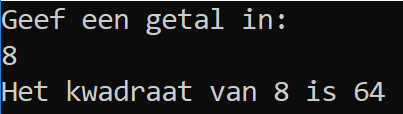 Geef een getal in:
8
Het kwadraat van 8 is 64